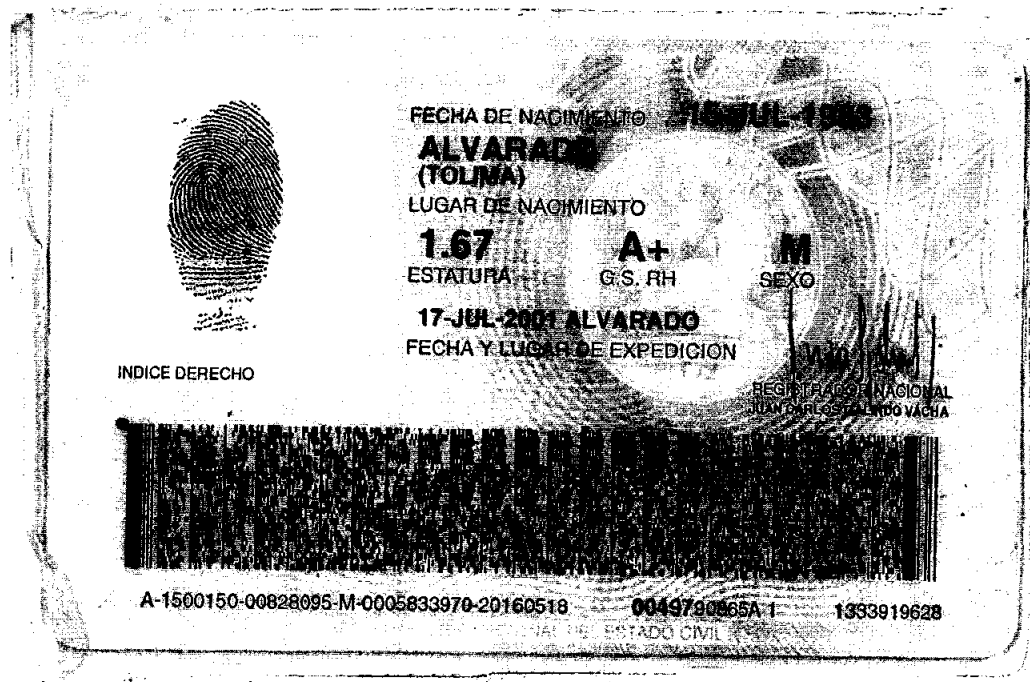 FECHA DE NACIMIENTO
ALVARADO
(TOLIMA)
LUGAR DE NACIMIENTO
1.67 A+ M
ESTATURA G.S. RH SEXO
17-JUL-2001 ALVARADO
FECHA Y LUGAR DE EXPEDICION
INDICE DERECHO
REGISTRADOR NACIONAL
JUAN CARLOS GALINDO VACHA
A-1500150-00828095-M-0005833970-20160518 1333919628
ESTADO CIVIL